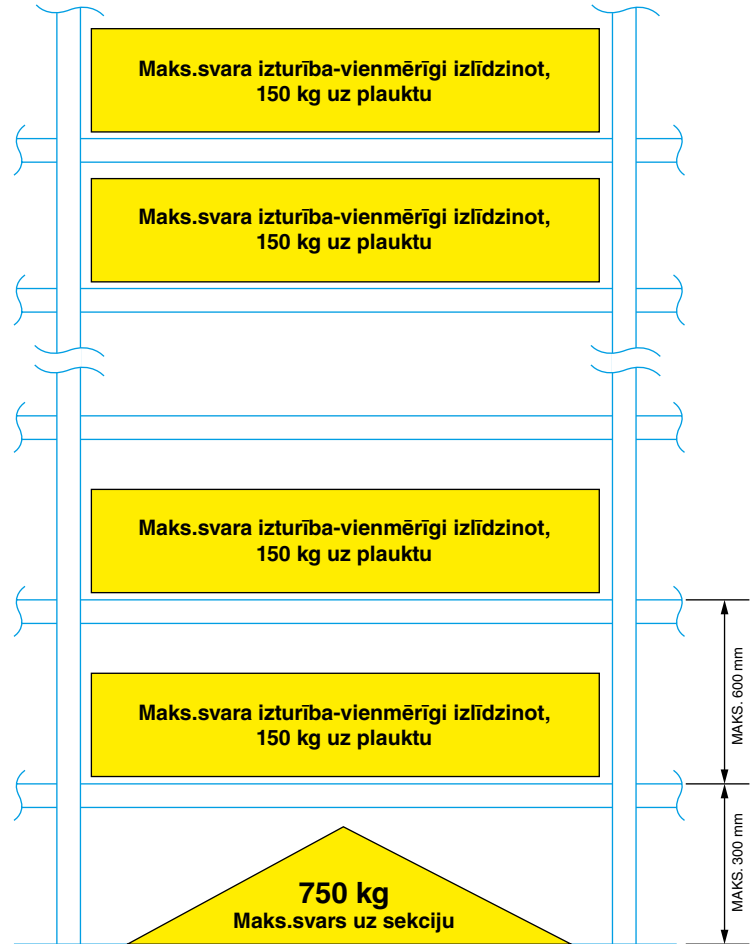 Maks.svara izturība-vienmērīgi izlīdzinot,
150 kg uz plauktu
Maks.svara izturība-vienmērīgi izlīdzinot,
150 kg uz plauktu
Maks.svara izturība-vienmērīgi izlīdzinot,
150 kg uz plauktu
MAKS. 600 mm
Maks.svara izturība-vienmērīgi izlīdzinot,
150 kg uz plauktu
MAKS. 300 mm
750 kg
Maks.svars uz sekciju